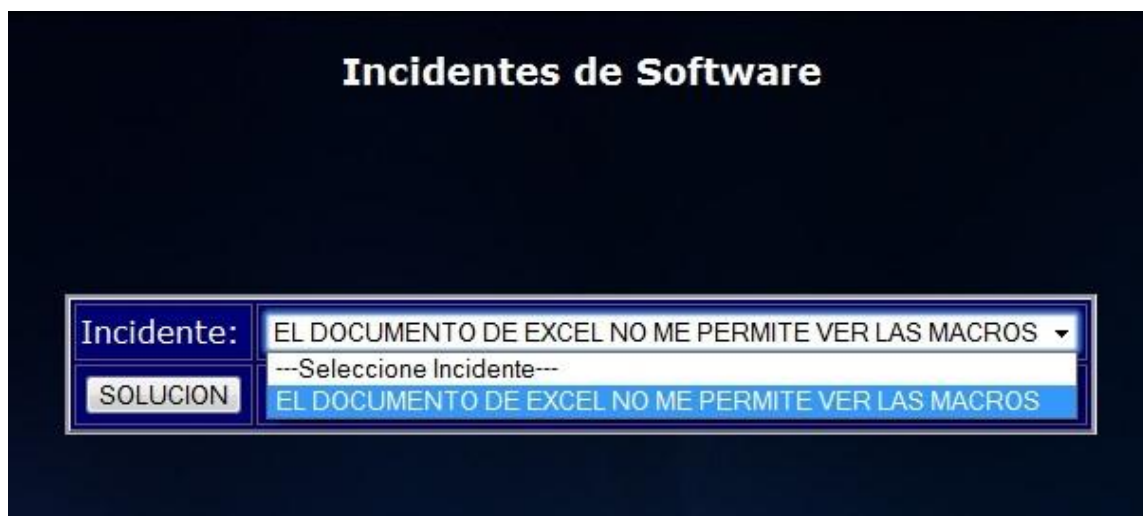 Incidentes de Software
Incidente:
EL DOCUMENTO DE EXCEL NO ME PERMITE VER LAS MACROS
---Seleccione Incidente---
SOLUCION
EL DOCUMENTO DE EXCEL NO ME PERMITE VER LAS MACROS